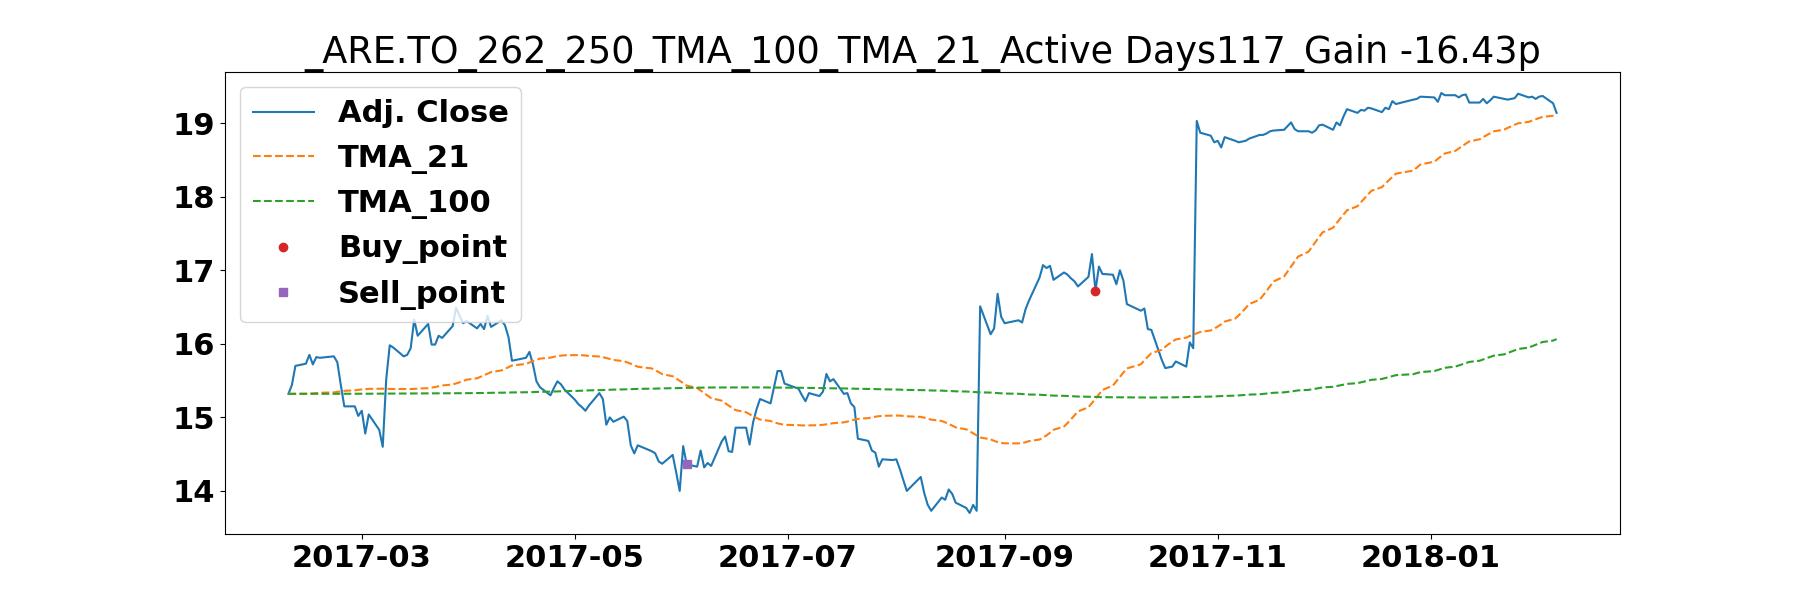 _ARE.TO_262_250_TMA_100_TMA_21_Active Days117_Gain -16.43p
Adj. Close
TMA_21
TMA_100
Buy_point
Sell_point
19
18
17
16
15
14
2017-03 2017-05 2017-07 2017-09 2017-11 2018-01